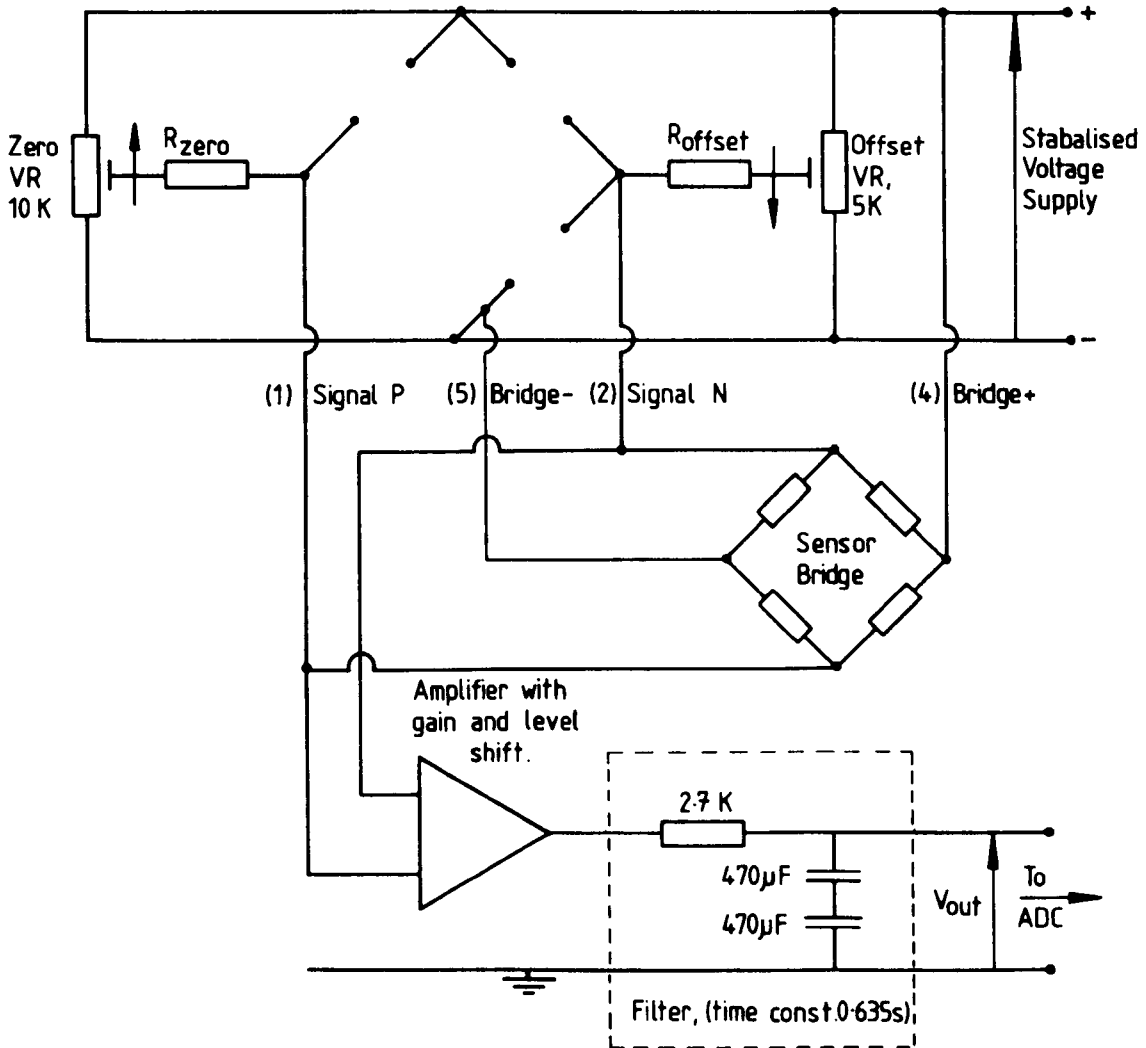 +
Zero
VR
10 K
Rzero
Roffset
Offset
VR,
5K
Stabalised
Voltage
Supply
-
(1) Signal P
(5) Bridge-
(2) Signal N
(4) Bridge+
Sensor
Bridge
Amplifier with
gain and level
shift.
2·7 K
470µF
470µF
Vout
To
ADC
Filter, (time const.0·635s)